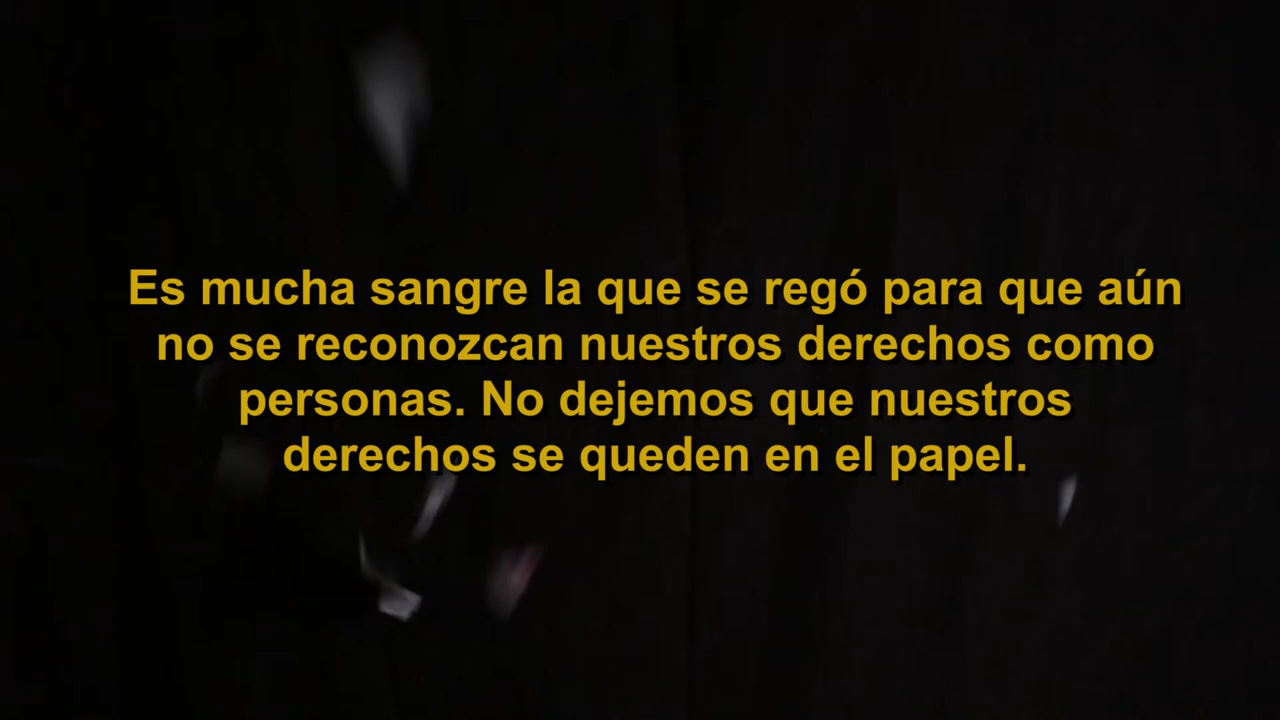 Es mucha sangre la que se regó para que aún
no se reconozcan nuestros derechos como
personas. No dejemos que nuestros
derechos se queden en el papel.